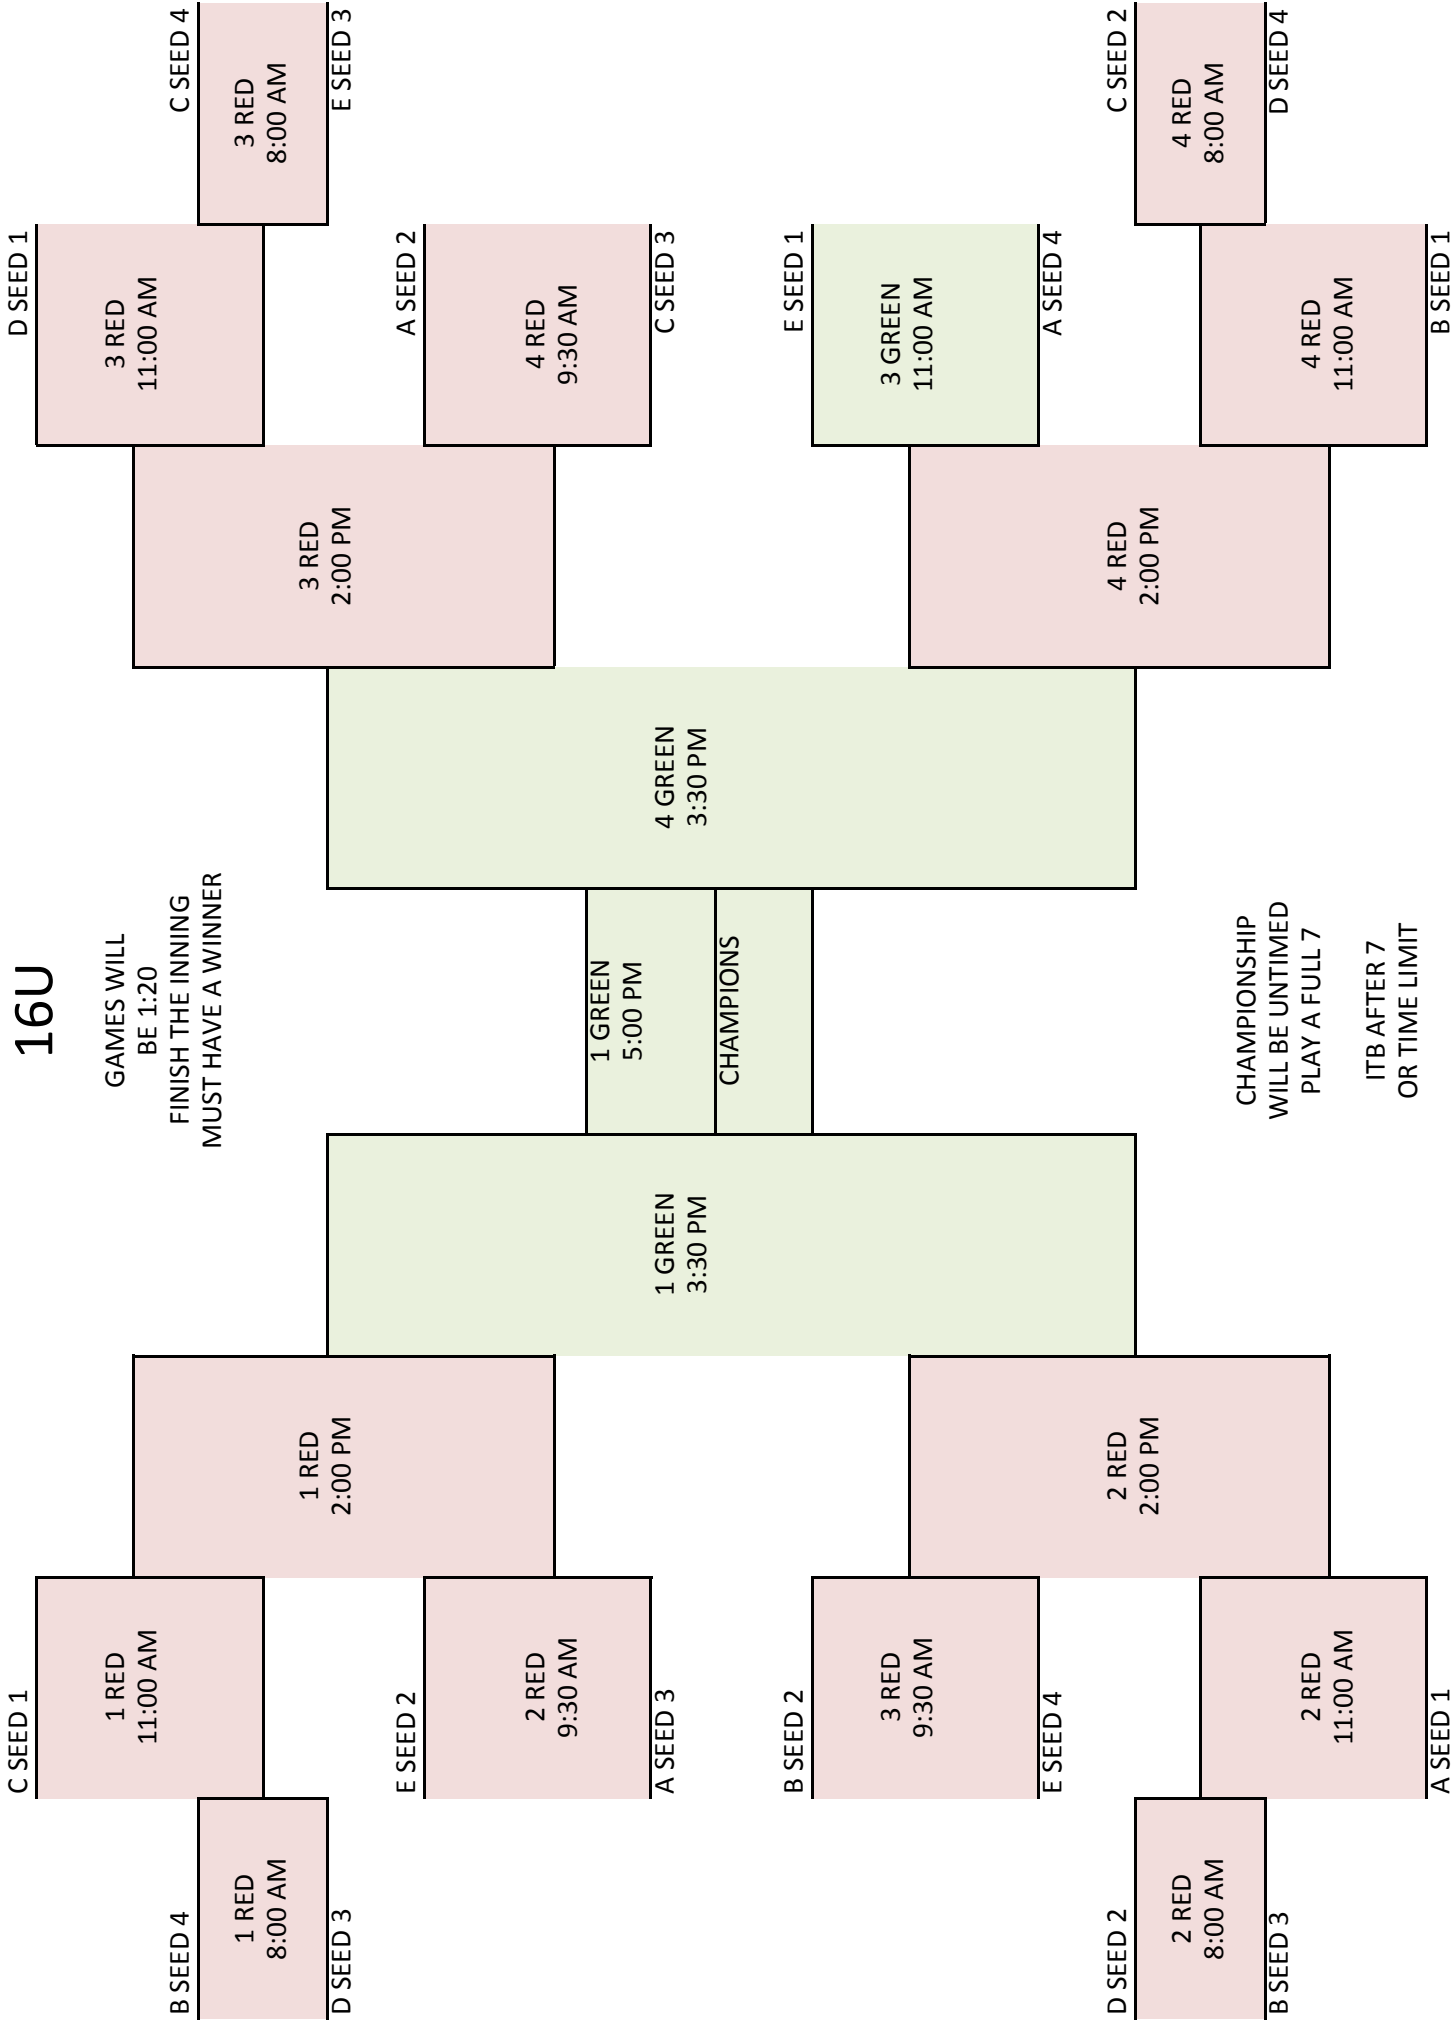 16U
C SEED 1
D SEED 1
1 RED
11:00 AM
GAMES WILL
BE 1:20
FINISH THE INNING
MUST HAVE A WINNER
3 RED
11:00 AM
B SEED 4
C SEED 4
1 RED
8:00 AM
3 RED
8:00 AM
D SEED 3
E SEED 3
1 RED
2:00 PM
3 RED
2:00 PM
E SEED 2
A SEED 2
2 RED
9:30 AM
4 RED
9:30 AM
A SEED 3
C SEED 3
1 GREEN
3:30 PM
1 GREEN
5:00 PM
CHAMPIONS
4 GREEN
3:30 PM
B SEED 2
E SEED 1
3 RED
9:30 AM
3 GREEN
11:00 AM
E SEED 4
A SEED 4
2 RED
2:00 PM
4 RED
2:00 PM
D SEED 2
C SEED 2
2 RED
8:00 AM
4 RED
8:00 AM
B SEED 3
D SEED 4
2 RED
11:00 AM
CHAMPIONSHIP
WILL BE UNTIMED
PLAY A FULL 7
ITB AFTER 7
OR TIME LIMIT
4 RED
11:00 AM
A SEED 1
B SEED 1